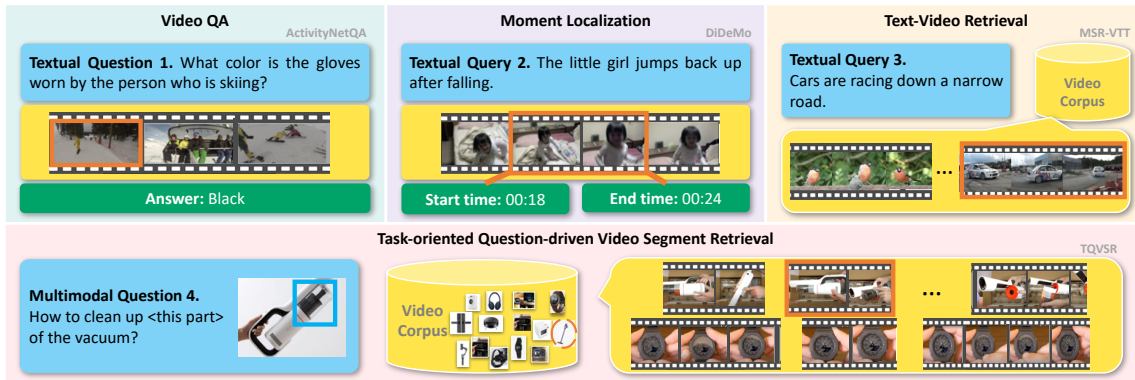 Video QA
ActivityNetQA
Textual Question 1. What color is the gloves
worn by the person who is skiing?
Answer: Black
Moment Localization
DiDeMo
Textual Query 2. The little girl jumps back up
after falling.
Start time: 00:18
End time: 00:24
Text-Video Retrieval
MSR-VTT
Textual Query 3.
Cars are racing down a narrow
road.
Video
Corpus
...
Task-oriented Question-driven Video Segment Retrieval
TQVSR
Multimodal Question 4.
How to clean up <this part>
of the vacuum?
Video
Corpus
...